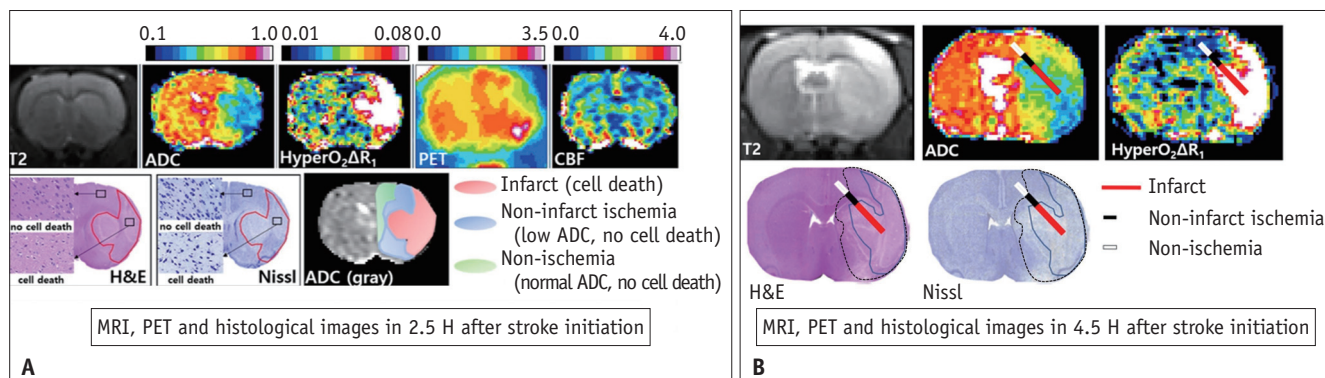 0.1 1.0 0.01 0.08 0.0 3.5 0.0 4.0
T2
ADC
HyperO₂ΔR₁
PET
CBF
no cell death
cell death
H&E
no cell death
cell death
Nissl
ADC (gray)
Infarct (cell death)
Non-infarct ischemia
(low ADC, no cell death)
Non-ischemia
(normal ADC, no cell death)
MRI, PET and histological images in 2.5 H after stroke initiation
A
T2
ADC
HyperO₂ΔR₁
H&E
Nissl
Infarct
Non-infarct ischemia
Non-ischemia
MRI, PET and histological images in 4.5 H after stroke initiation
B